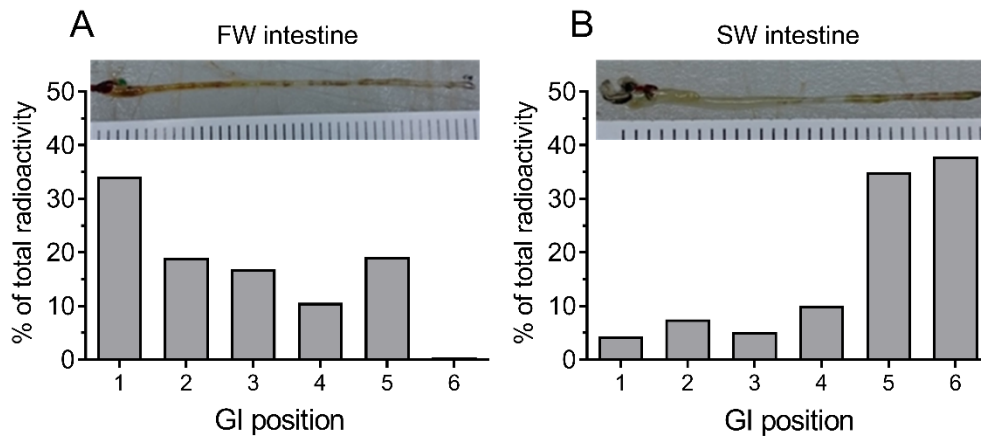 A
FW intestine
% of total radioactivity
50
40
30
20
10
0
1 2 3 4 5 6
GI position
B
SW intestine
% of total radioactivity
50
40
30
20
10
0
1 2 3 4 5 6
GI position